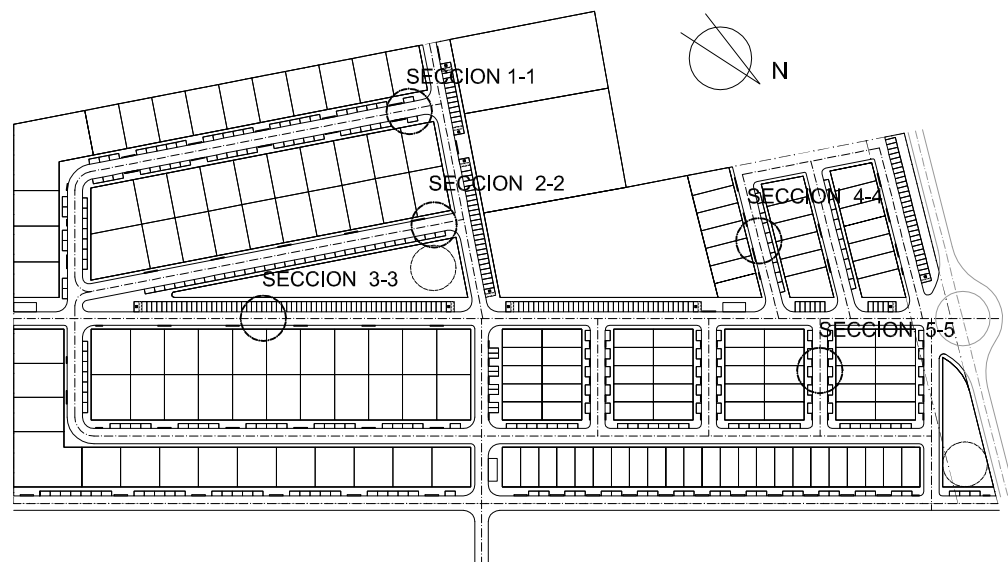 SECCION 1-1
N
SECCION 2-2
SECCION 4-4
SECCION 3-3
SECCION 5-5